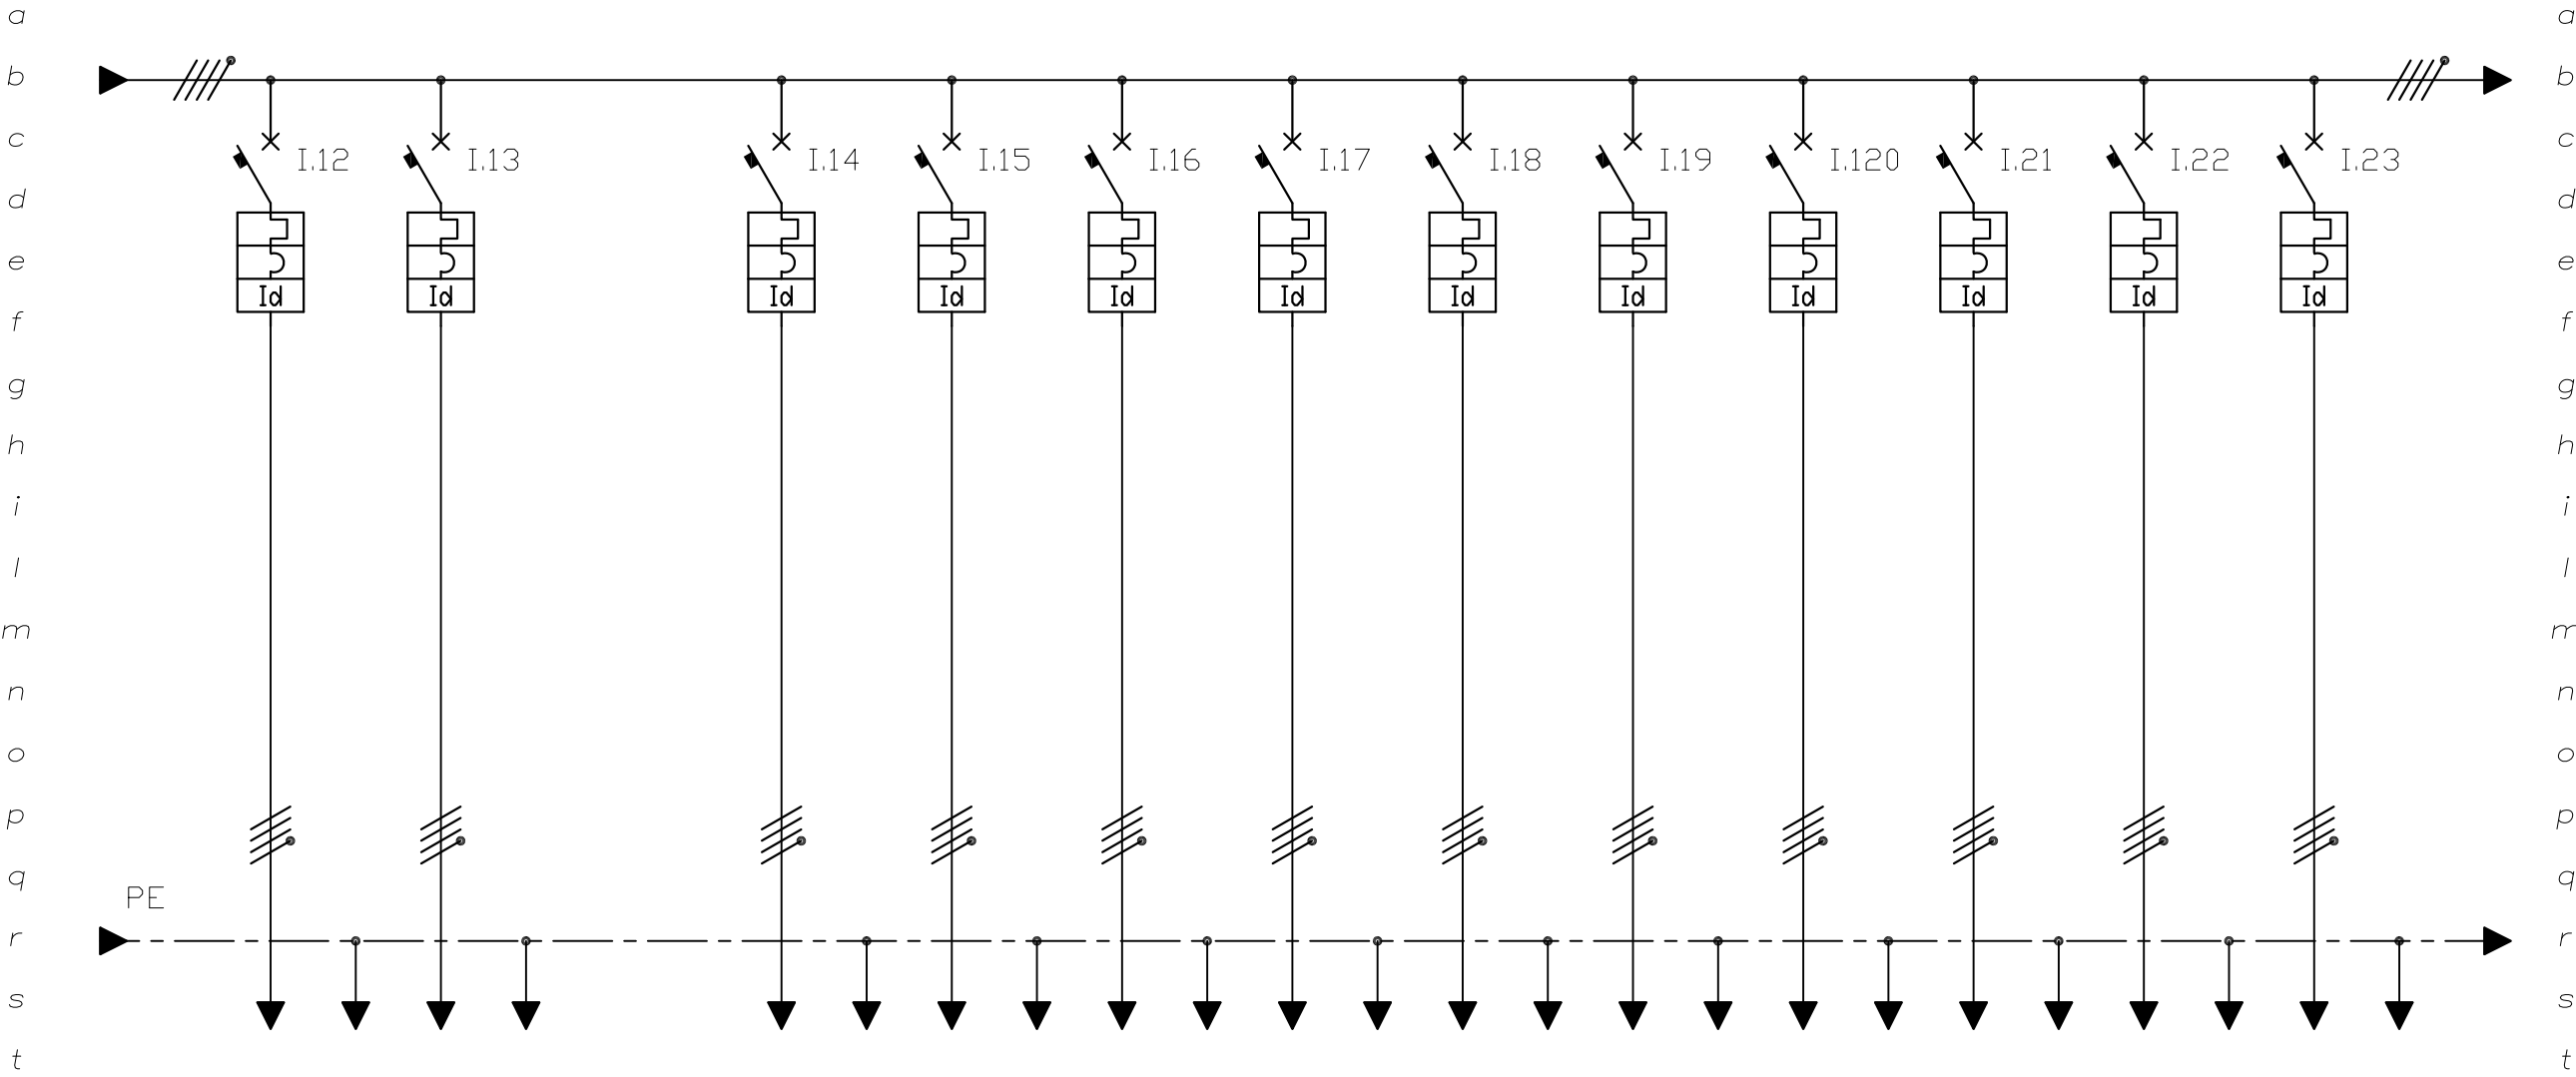 a a
b b
c I.12 I.13 I.14 I.15 I.16 I.17 I.18 I.19 I.120 I.21 I.22 I.23 c
d d
e e
Id Id Id Id Id Id Id Id Id Id Id Id
f f
g g
h h
i i
l l
m m
n n
o o
p p
q q
PE
r r
s s
t t